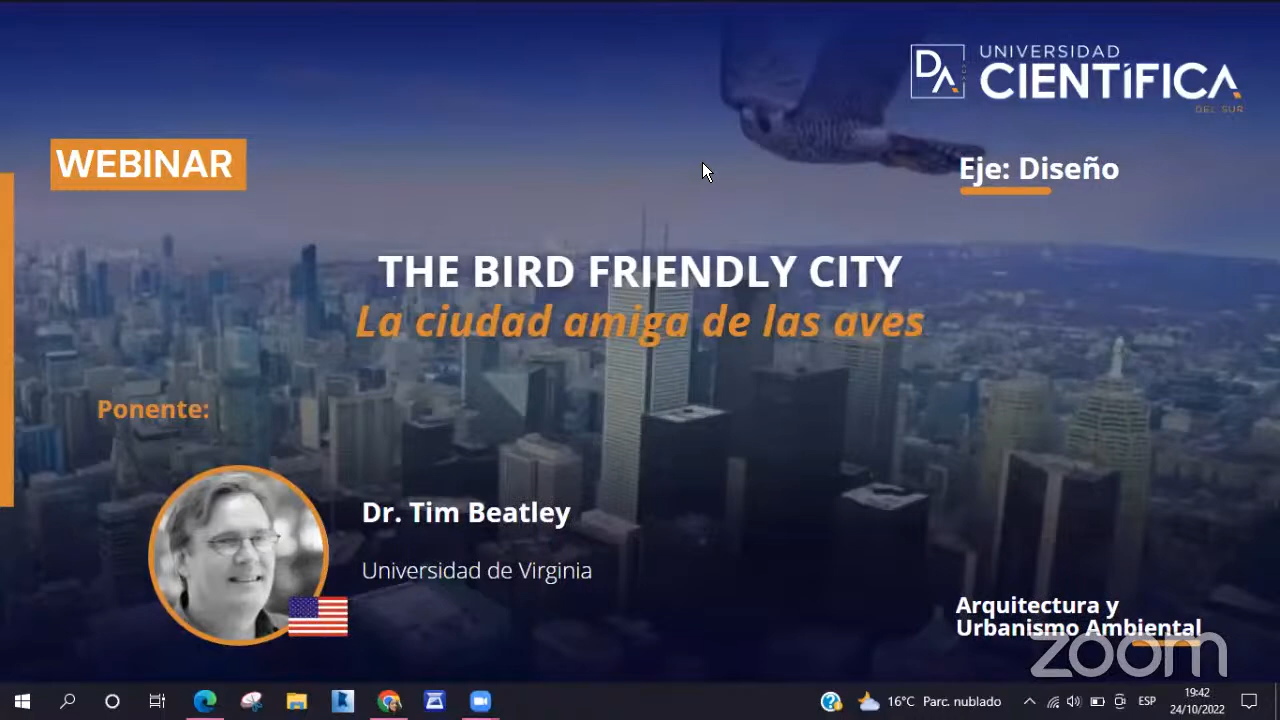 UNIVERSIDAD
DA
CIENTÍFICA
DEL SUR
WEBINAR
Eje: Diseño
THE BIRD FRIENDLY CITY
La ciudad amiga de las aves
Ponente:
Dr. Tim Beatley
Universidad de Virginia
Arquitectura y
Urbanismo Ambiental
zoom
16°C Parc. nublado
ESP
19:42
24/10/2022